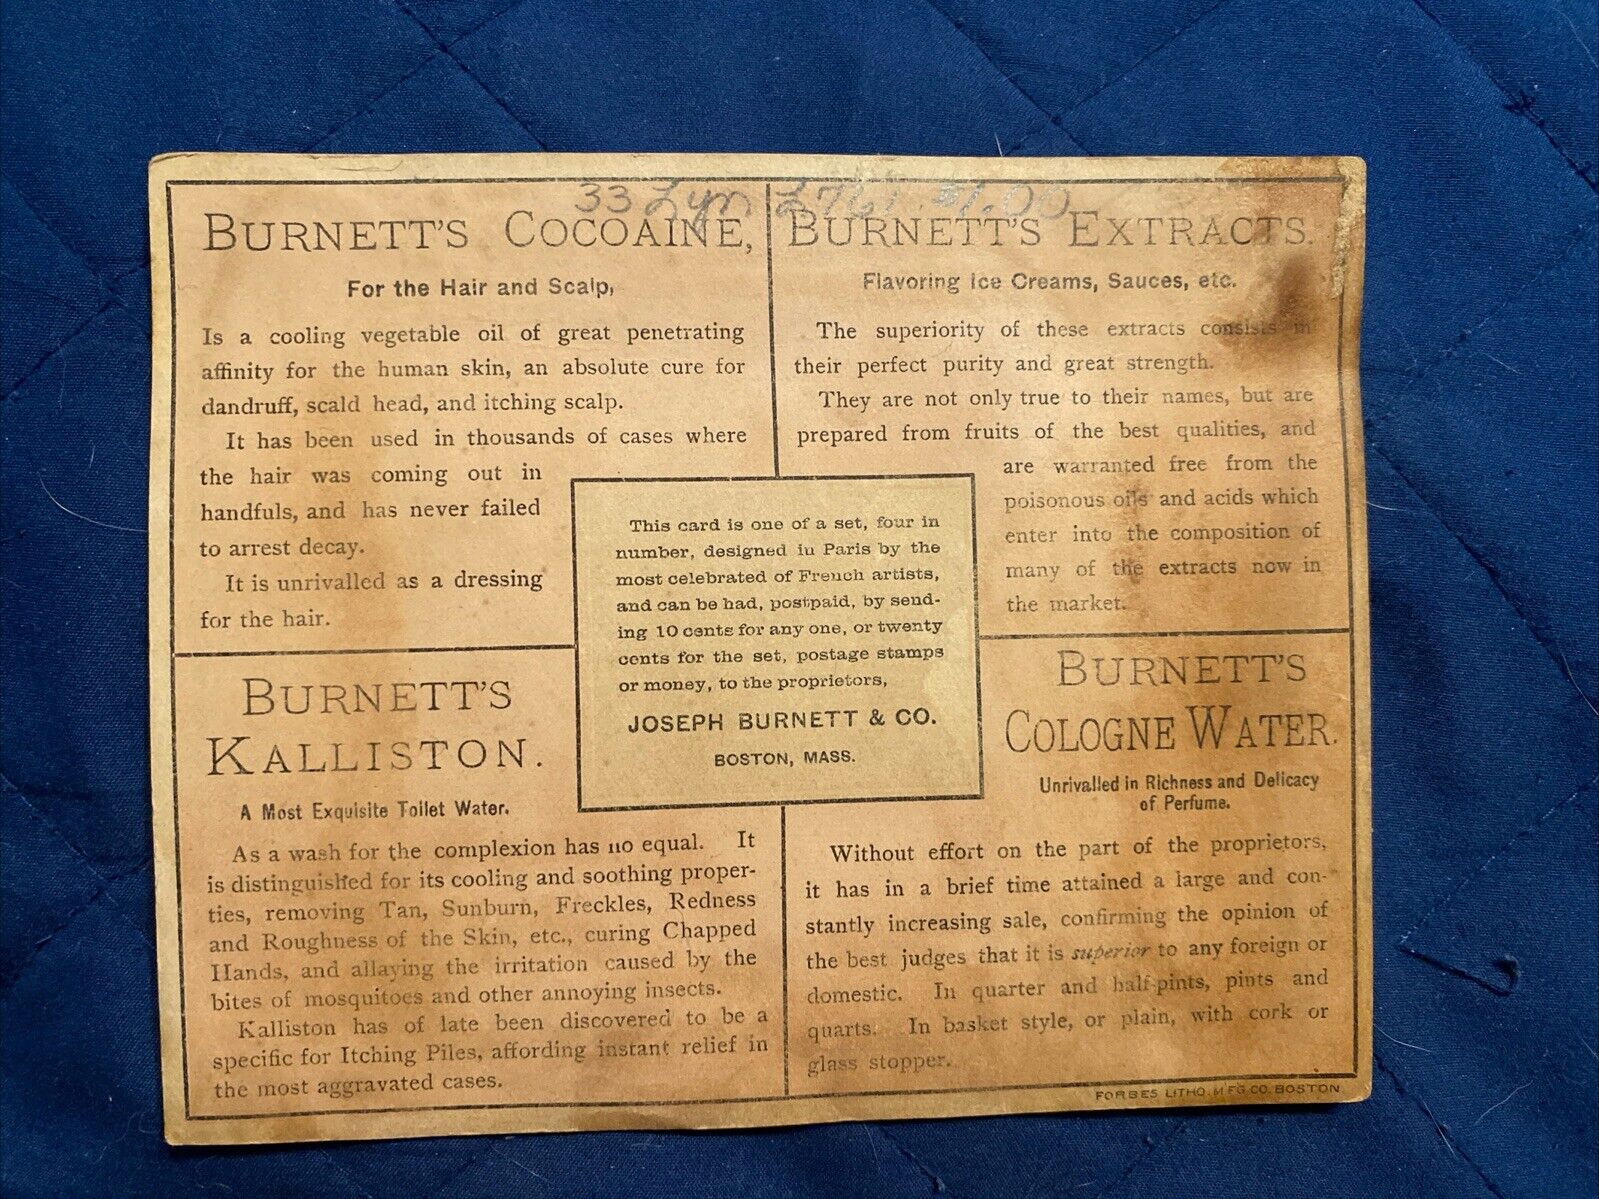 33 Lyn $1.00
BURNETT'S COCOAINE,
For the Hair and Scalp,
Is a cooling vegetable oil of great penetrating
affinity for the human skin, an absolute cure for
dandruff, scald head, and itching scalp.
It has been used in thousands of cases where
the hair was coming out in
handfuls, and has never failed
to arrest decay.
It is unrivalled as a dressing
for the hair.
BURNETT'S EXTRACTS.
Flavoring Ice Creams, Sauces, etc.
The superiority of these extracts consists in
their perfect purity and great strength.
They are not only true to their names, but are
prepared from fruits of the best qualities, and
are warranted free from the
poisonous oils and acids which
enter into the composition of
many of the extracts now in
the market.
This card is one of a set, four in
number, designed in Paris by the
most celebrated of French artists,
and can be had, postpaid, by send-
ing 10 cents for any one, or twenty
cents for the set, postage stamps
or money, to the proprietors,
JOSEPH BURNETT & CO.
BOSTON, MASS.
BURNETT'S
KALLISTON.
A Most Exquisite Toilet Water.
As a wash for the complexion has no equal. It
is distinguished for its cooling and soothing proper-
ties, removing Tan, Sunburn, Freckles, Redness
and Roughness of the Skin, etc., curing Chapped
Hands, and allaying the irritation caused by the
bites of mosquitoes and other annoying insects.
Kalliston has of late been discovered to be a
specific for Itching Piles, affording instant relief in
the most aggravated cases.
BURNETT'S
COLOGNE WATER.
Unrivalled in Richness and Delicacy
of Perfume.
Without effort on the part of the proprietors,
it has in a brief time attained a large and con-
stantly increasing sale, confirming the opinion of
the best judges that it is superior to any foreign or
domestic. In quarter and half-pints, pints and
quarts. In basket style, or plain, with cork or
glass stopper.
FORBES LITHO. MFG. CO. BOSTON